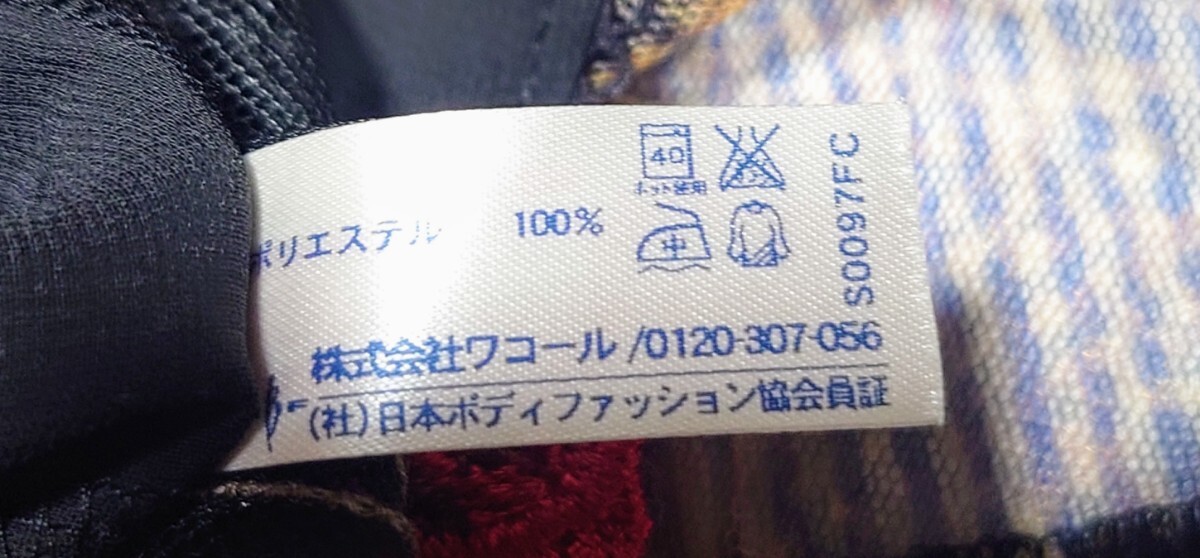 ポリエステル 100%
40
ネット使用
中
S0097FC
株式会社ワコール/0120-307-056
(社)日本ボディファッション協会員証